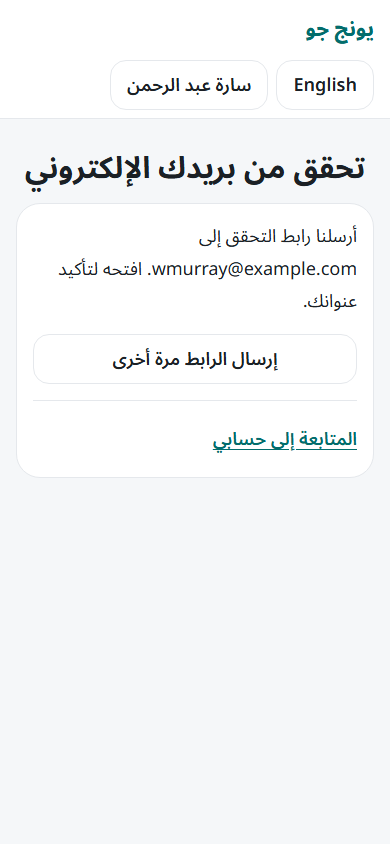 يونج جو
English
سارة عبد الرحمن
تحقق من بريدك الإلكتروني
أرسلنا رابط التحقق إلى
wmurray@example.com. افتحه لتأكيد
عنوانك.
إرسال الرابط مرة أخرى
المتابعة إلى حسابي